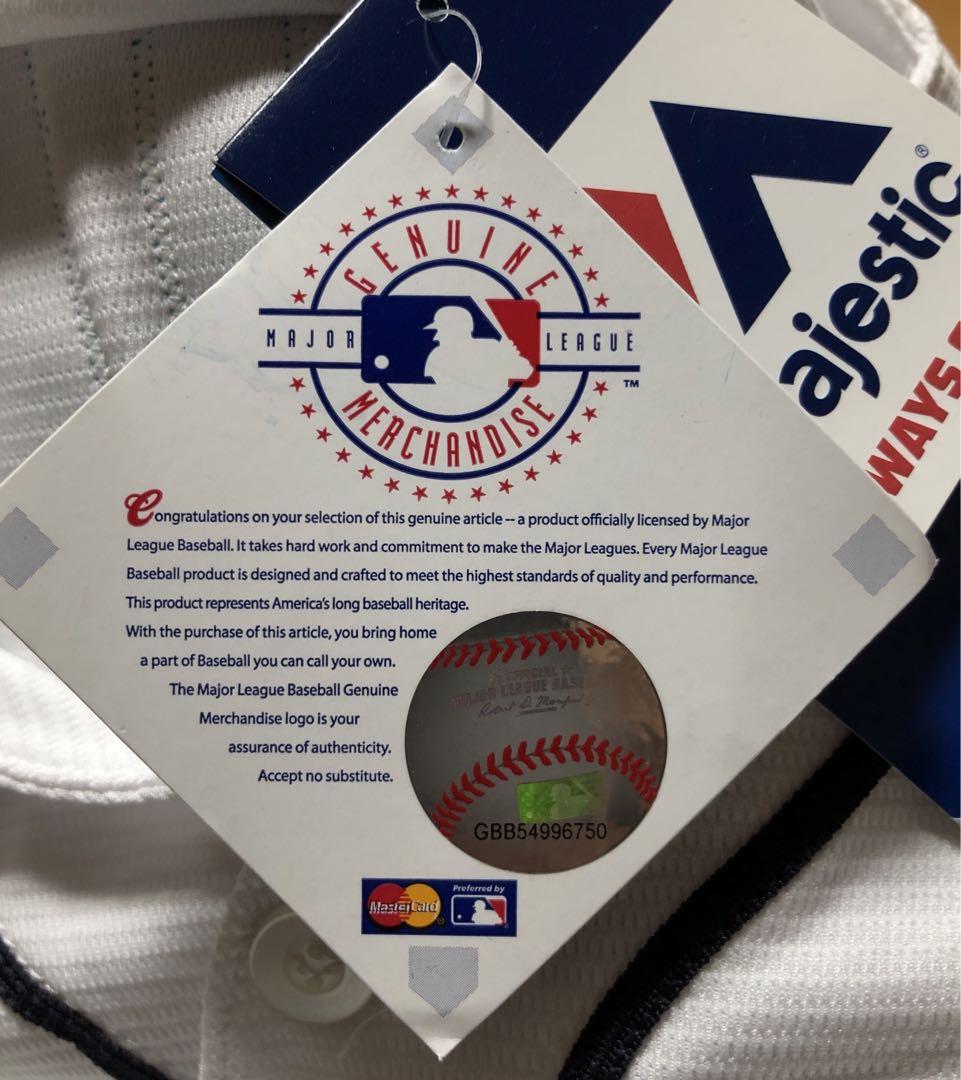 GENUINE
MAJOR LEAGUE
MERCHANDISE
TM
ajestic®
WAYS
Congratulations on your selection of this genuine article -- a product officially licensed by Major
League Baseball. It takes hard work and commitment to make the Major Leagues. Every Major League
Baseball product is designed and crafted to meet the highest standards of quality and performance.
This product represents America's long baseball heritage.
With the purchase of this article, you bring home
a part of Baseball you can call your own.
The Major League Baseball Genuine
Merchandise logo is your
assurance of authenticity.
Accept no substitute.
OFFICIAL
MAJOR LEAGUE BASE
GBB54996750
MasterCard
Preferred by